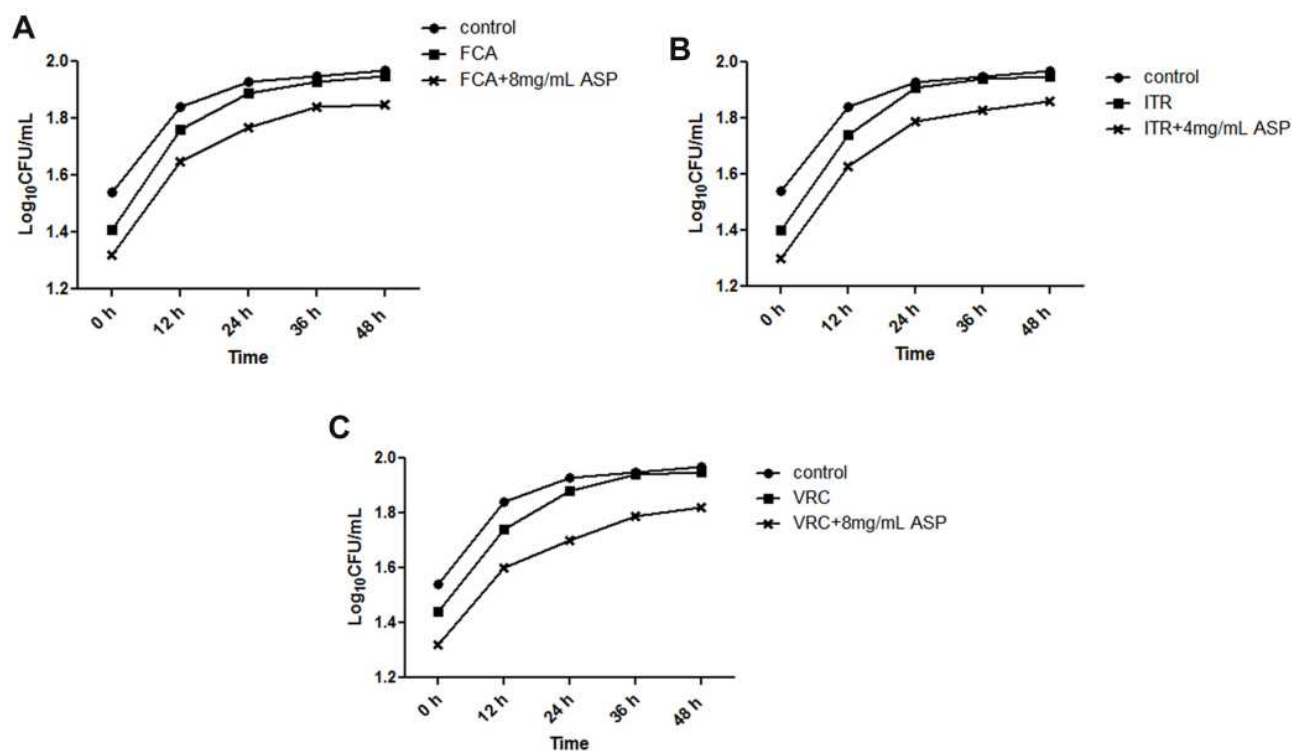 A
control
FCA
FCA+8mg/mL ASP
Log₁₀CFU/mL
2.0
1.8
1.6
1.4
1.2
0 h
12 h
24 h
36 h
48 h
Time
B
control
ITR
ITR+4mg/mL ASP
Log₁₀CFU/mL
2.0
1.8
1.6
1.4
1.2
0 h
12 h
24 h
36 h
48 h
Time
C
control
VRC
VRC+8mg/mL ASP
Log₁₀CFU/mL
2.0
1.8
1.6
1.4
1.2
0 h
12 h
24 h
36 h
48 h
Time